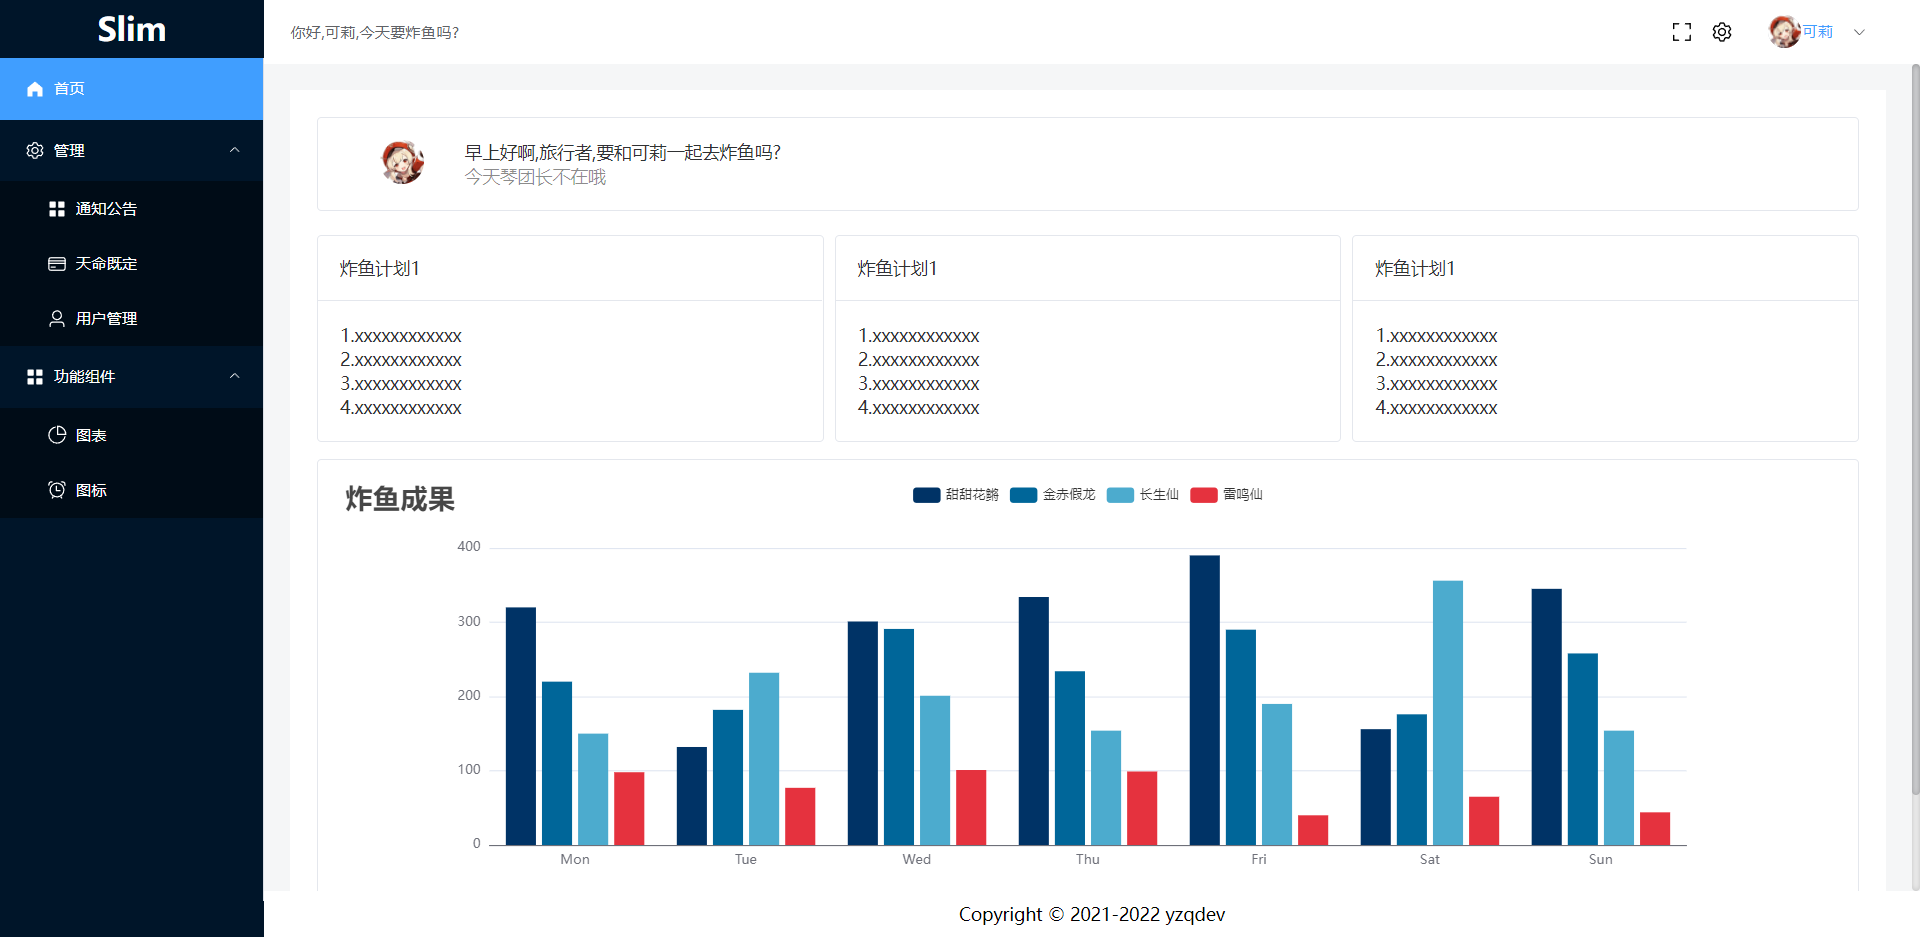 Slim
你好,可莉,今天要炸鱼吗?
可莉
首页
管理
通知公告
天命既定
用户管理
功能组件
图表
图标
早上好啊,旅行者,要和可莉一起去炸鱼吗?
今天琴团长不在哦
炸鱼计划1
1.xxxxxxxxxxxx
2.xxxxxxxxxxxx
3.xxxxxxxxxxxx
4.xxxxxxxxxxxx
炸鱼计划1
1.xxxxxxxxxxxx
2.xxxxxxxxxxxx
3.xxxxxxxxxxxx
4.xxxxxxxxxxxx
炸鱼计划1
1.xxxxxxxxxxxx
2.xxxxxxxxxxxx
3.xxxxxxxxxxxx
4.xxxxxxxxxxxx
炸鱼成果
甜甜花鳉 金赤假龙 长生仙 雷鸣仙
400
300
200
100
0
Mon Tue Wed Thu Fri Sat Sun
Copyright © 2021-2022 yzqdev